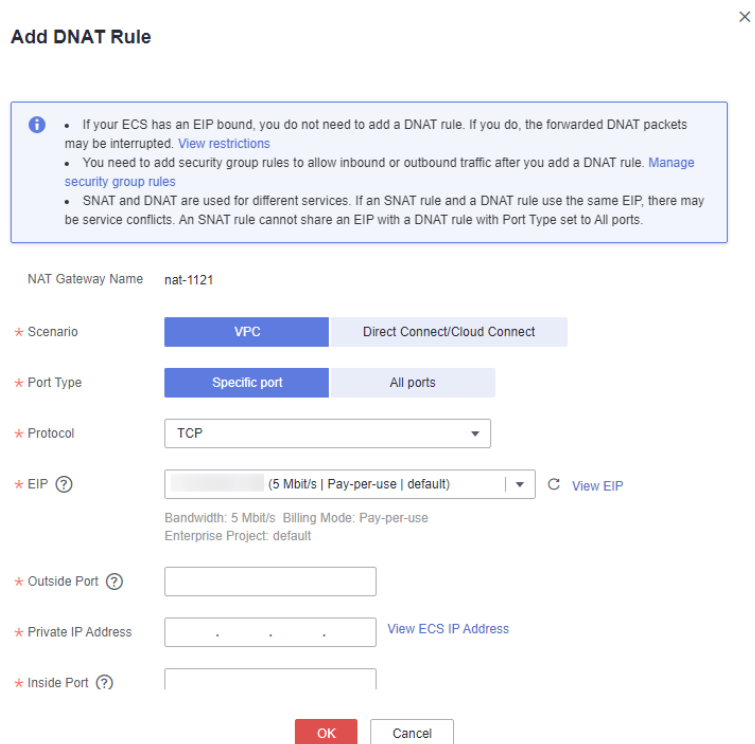 Add DNAT Rule
• If your ECS has an EIP bound, you do not need to add a DNAT rule. If you do, the forwarded DNAT packets
may be interrupted. View restrictions
• You need to add security group rules to allow inbound or outbound traffic after you add a DNAT rule. Manage
security group rules
• SNAT and DNAT are used for different services. If an SNAT rule and a DNAT rule use the same EIP, there may
be service conflicts. An SNAT rule cannot share an EIP with a DNAT rule with Port Type set to All ports.
NAT Gateway Name nat-1121
* Scenario VPC Direct Connect/Cloud Connect
* Port Type Specific port All ports
* Protocol TCP
* EIP ? (5 Mbit/s | Pay-per-use | default) View EIP
Bandwidth: 5 Mbit/s Billing Mode: Pay-per-use
Enterprise Project: default
* Outside Port ?
* Private IP Address . . . View ECS IP Address
* Inside Port ?
OK Cancel